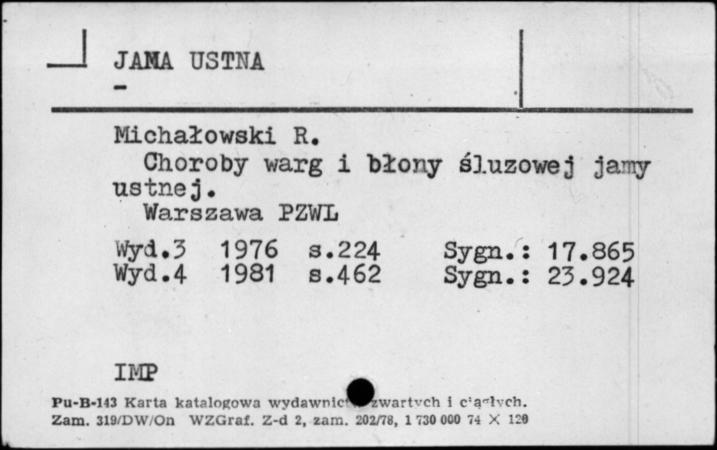 JAMA USTNA
-
Michałowski R.
Choroby warg i błony śluzowej jamy
ustnej.
Warszawa PZWL
Wyd.3 1976 s.224 Sygn.: 17.865
Wyd.4 1981 s.462 Sygn.: 23.924
IMP
Pu-B-143 Karta katalogowa zwartych i ciągłych.
Zam. 319/DW/On WZGraf. Z-d 2, zam. 202/78, 1 730 000 74 X 120